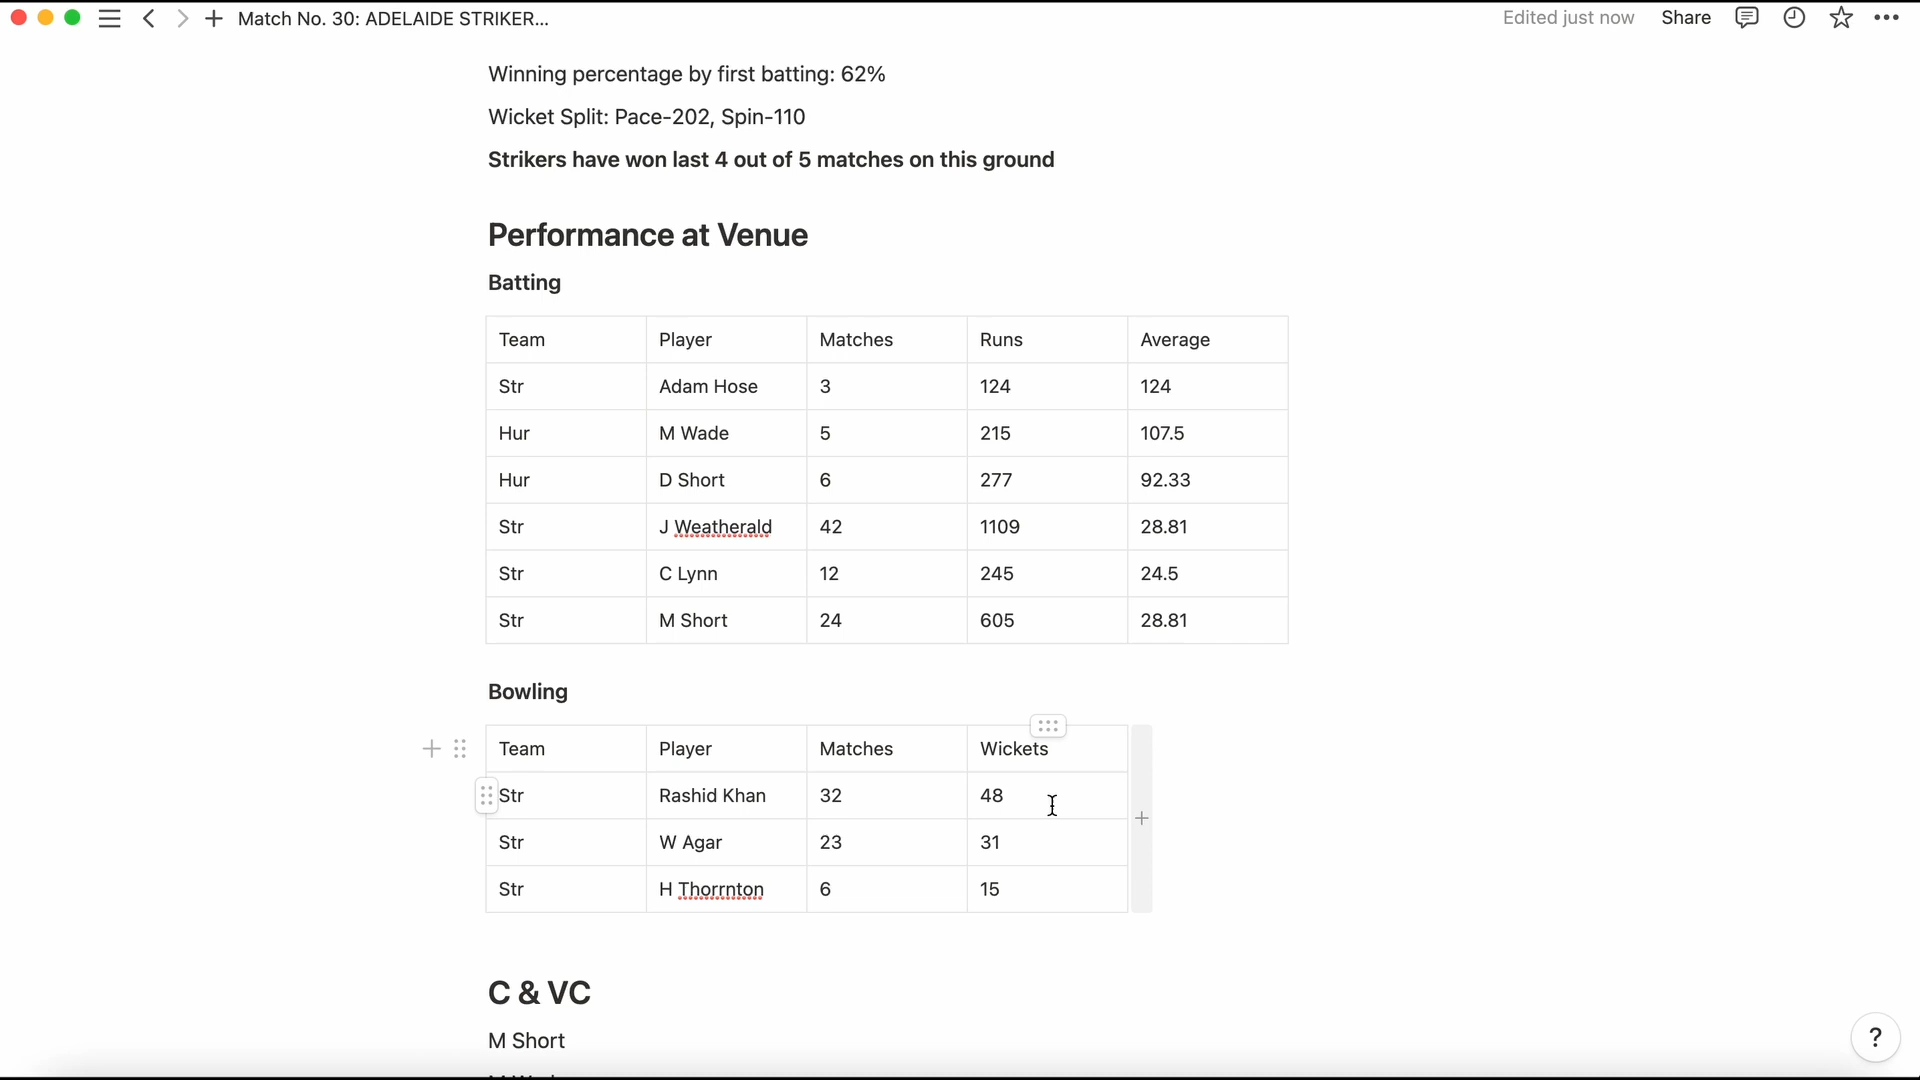 Match No. 30: ADELAIDE STRIKER...
Edited just now Share
Winning percentage by first batting: 62%
Wicket Split: Pace-202, Spin-110
Strikers have won last 4 out of 5 matches on this ground
Performance at Venue
Batting
Team Player Matches Runs Average
Str Adam Hose 3 124 124
Hur M Wade 5 215 107.5
Hur D Short 6 277 92.33
Str J Weatherald 42 1109 28.81
Str C Lynn 12 245 24.5
Str M Short 24 605 28.81
Bowling
Team Player Matches Wickets
Str Rashid Khan 32 48
Str W Agar 23 31
Str H Thorrnton 6 15
C & VC
M Short
?